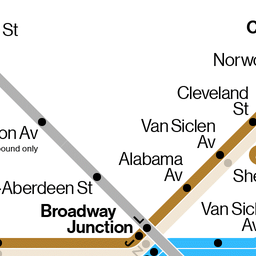 St
Norwo
Cleveland
St
Van Siclen
Av
on Av
ound only
Alabama
Av
She
-Aberdeen St
Van Sicl
Av
Broadway
Junction
L
J
Z